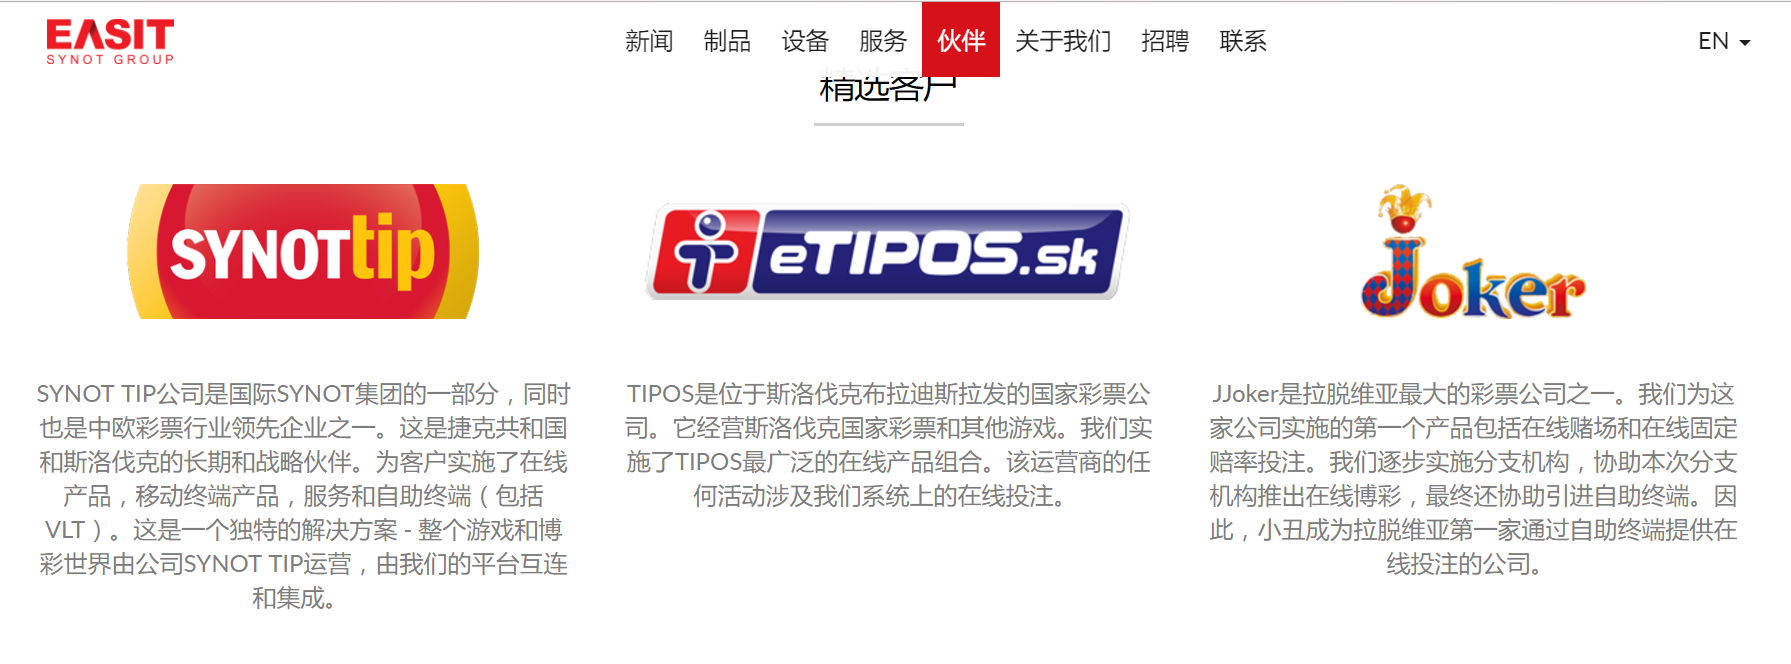 EASIT
SYNOT GROUP
新闻 制品 设备 服务 伙伴 关于我们 招聘 联系
EN
精选客户
SYNOTtip
eTIPOS.sk
Joker
SYNOT TIP公司是国际SYNOT集团的一部分，同时
也是中欧彩票行业领先企业之一。这是捷克共和国
和斯洛伐克的长期和战略伙伴。为客户实施了在线
产品，移动终端产品，服务和自助终端（包括
VLT）。这是一个独特的解决方案 - 整个游戏和博
彩世界由公司SYNOT TIP运营，由我们的平台互连
和集成。
TIPOS是位于斯洛伐克布拉迪斯拉发的国家彩票公
司。它经营斯洛伐克国家彩票和其他游戏。我们实
施了TIPOS最广泛的在线产品组合。该运营商的任
何活动涉及我们系统上的在线投注。
JJoker是拉脱维亚最大的彩票公司之一。我们为这
家公司实施的第一个产品包括在线赌场和在线固定
赔率投注。我们逐步实施分支机构，协助本次分支
机构推出在线博彩，最终还协助引进自助终端。因
此，小丑成为拉脱维亚第一家通过自助终端提供在
线投注的公司。